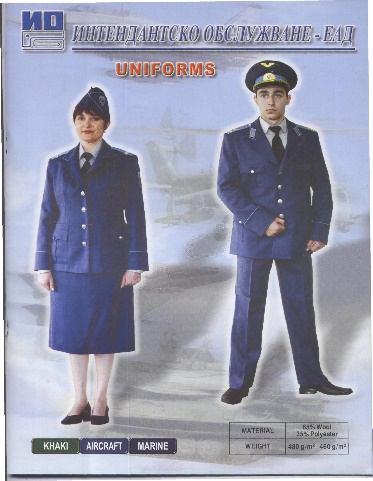 ИО
ИНТЕНДАНТСКО ОБСЛУЖВАНЕ - ЕАД
UNIFORMS
MATERIAL 65% Wool
35% Polyester
WEIGHT 480 g/m² 460 g/m²
KHAKI AIRCRAFT MARINE